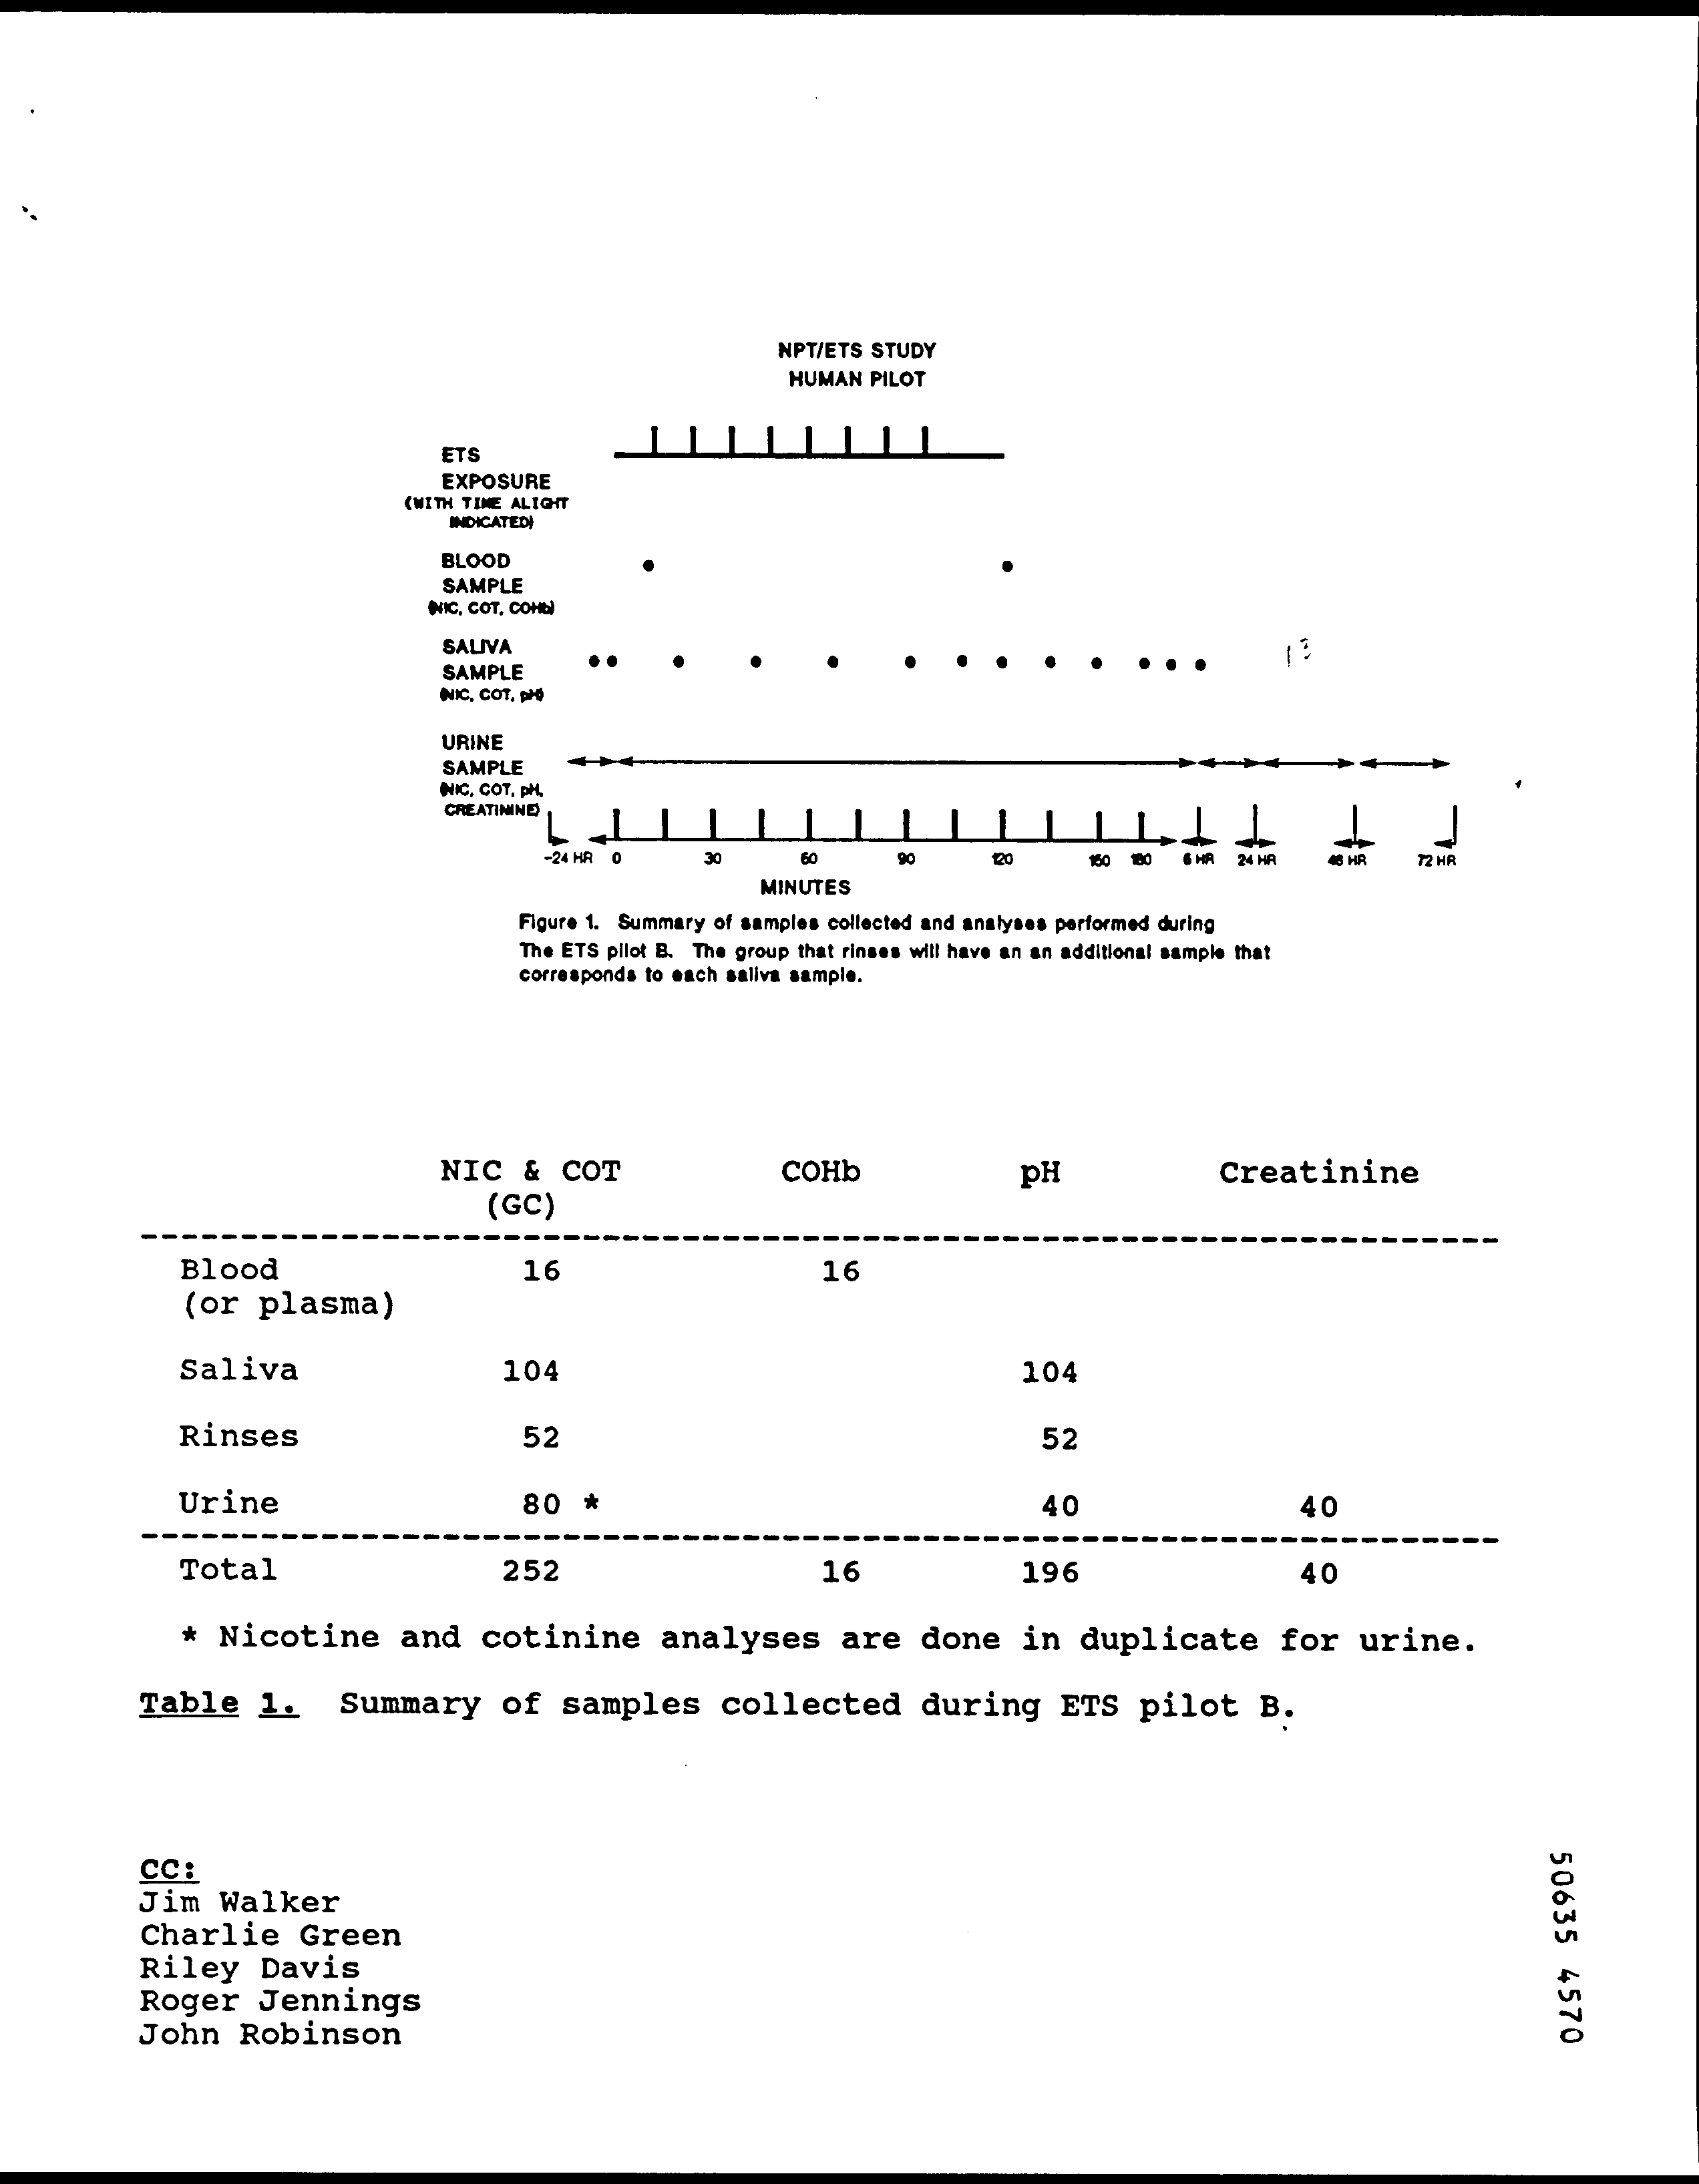 NPT/ETS STUDY
HUMAN PILOT
ETS
EXPOSURE
(WITH TIME ALIGHT
INDICATED)
BLOOD
SAMPLE
(NIC, COT, COHb)
SALIVA
SAMPLE
(NIC, COT, pH)
13
URINE
SAMPLE
(NIC, COT, pH,
CREATININE)
-24 HR 0 30 60 90 120 150 180 6 HR 24 HR 48 HR 72 HR
MINUTES
Figure 1. Summary of samples collected and analyses performed during
The ETS pilot B. The group that rinses will have an an additional sample that
corresponds to each saliva sample.
NIC & COT COHb pH Creatinine
(GC)
Blood 16 16
(or plasma)
Saliva 104 104
Rinses 52 52
Urine 80 * 40 40
Total 252 16 196 40
* Nicotine and cotinine analyses are done in duplicate for urine.
Table 1. Summary of samples collected during ETS pilot B.
CC:
Jim Walker
Charlie Green
Riley Davis
Roger Jennings
John Robinson
50635 4570